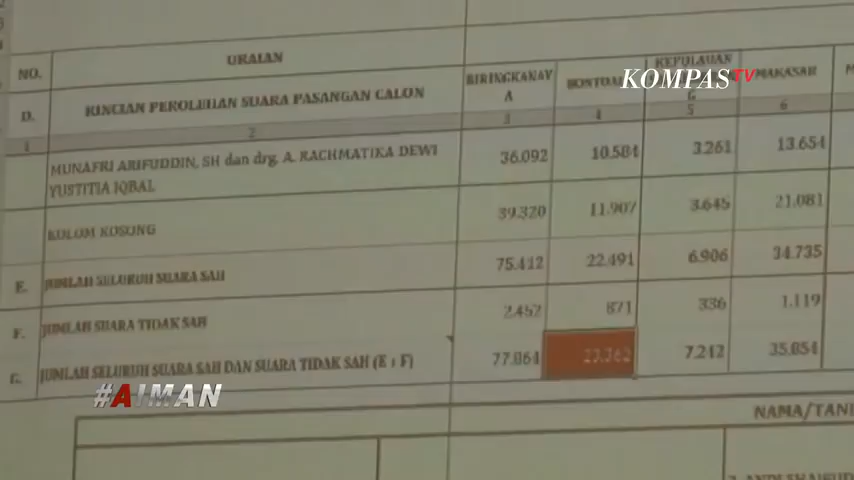 KOMPASTV
NO. URAIAN BIRINGKANAY A KEPULAUAN MAKASAR
D. RINCIAN PEROLEHAN SUARA PASANGAN CALON
1 2 3 4 5 6
MUNAFRI ARIFUDDIN, SH dan drg. A. RACHMATIKA DEWI 36.092 10.584 3.261 13.654
YUSTITIA IQBAL
KOLOM KOSONG 39.320 11.907 3.645 21.081
E. JUMLAH SELURUH SUARA SAH 75.412 22.491 6.906 34.735
F. JUMLAH SUARA TIDAK SAH 2.452 871 336 1.119
G. JUMLAH SELURUH SUARA SAH DAN SUARA TIDAK SAH (E + F) 77.864 23.362 7.242 35.854
#AIMAN
NAMA/TAN